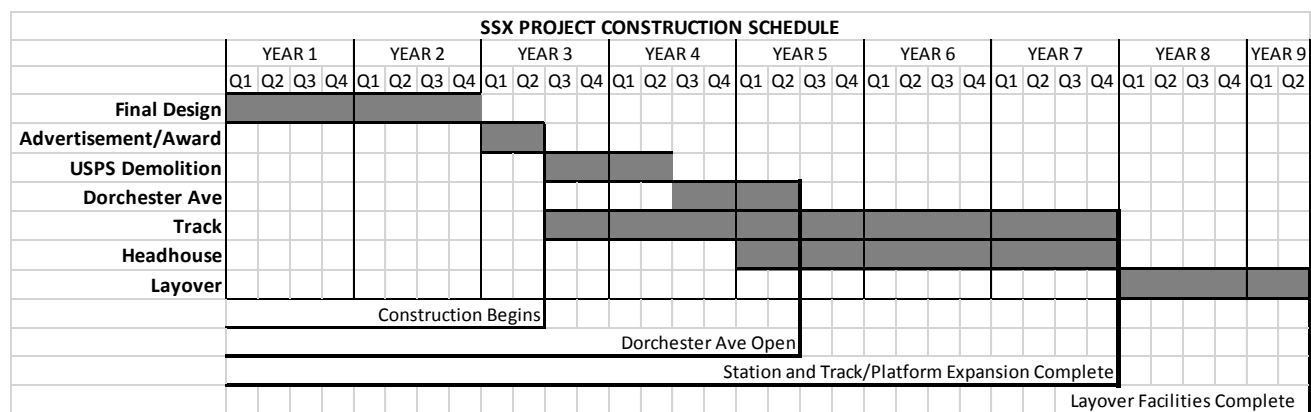 SSX PROJECT CONSTRUCTION SCHEDULE
YEAR 1 YEAR 2 YEAR 3 YEAR 4 YEAR 5 YEAR 6 YEAR 7 YEAR 8 YEAR 9
Q1 Q2 Q3 Q4 Q1 Q2 Q3 Q4 Q1 Q2 Q3 Q4 Q1 Q2 Q3 Q4 Q1 Q2 Q3 Q4 Q1 Q2 Q3 Q4 Q1 Q2 Q3 Q4 Q1 Q2 Q3 Q4 Q1 Q2
Final Design
Advertisement/Award
USPS Demolition
Dorchester Ave
Track
Headhouse
Layover
Construction Begins
Dorchester Ave Open
Station and Track/Platform Expansion Complete
Layover Facilities Complete